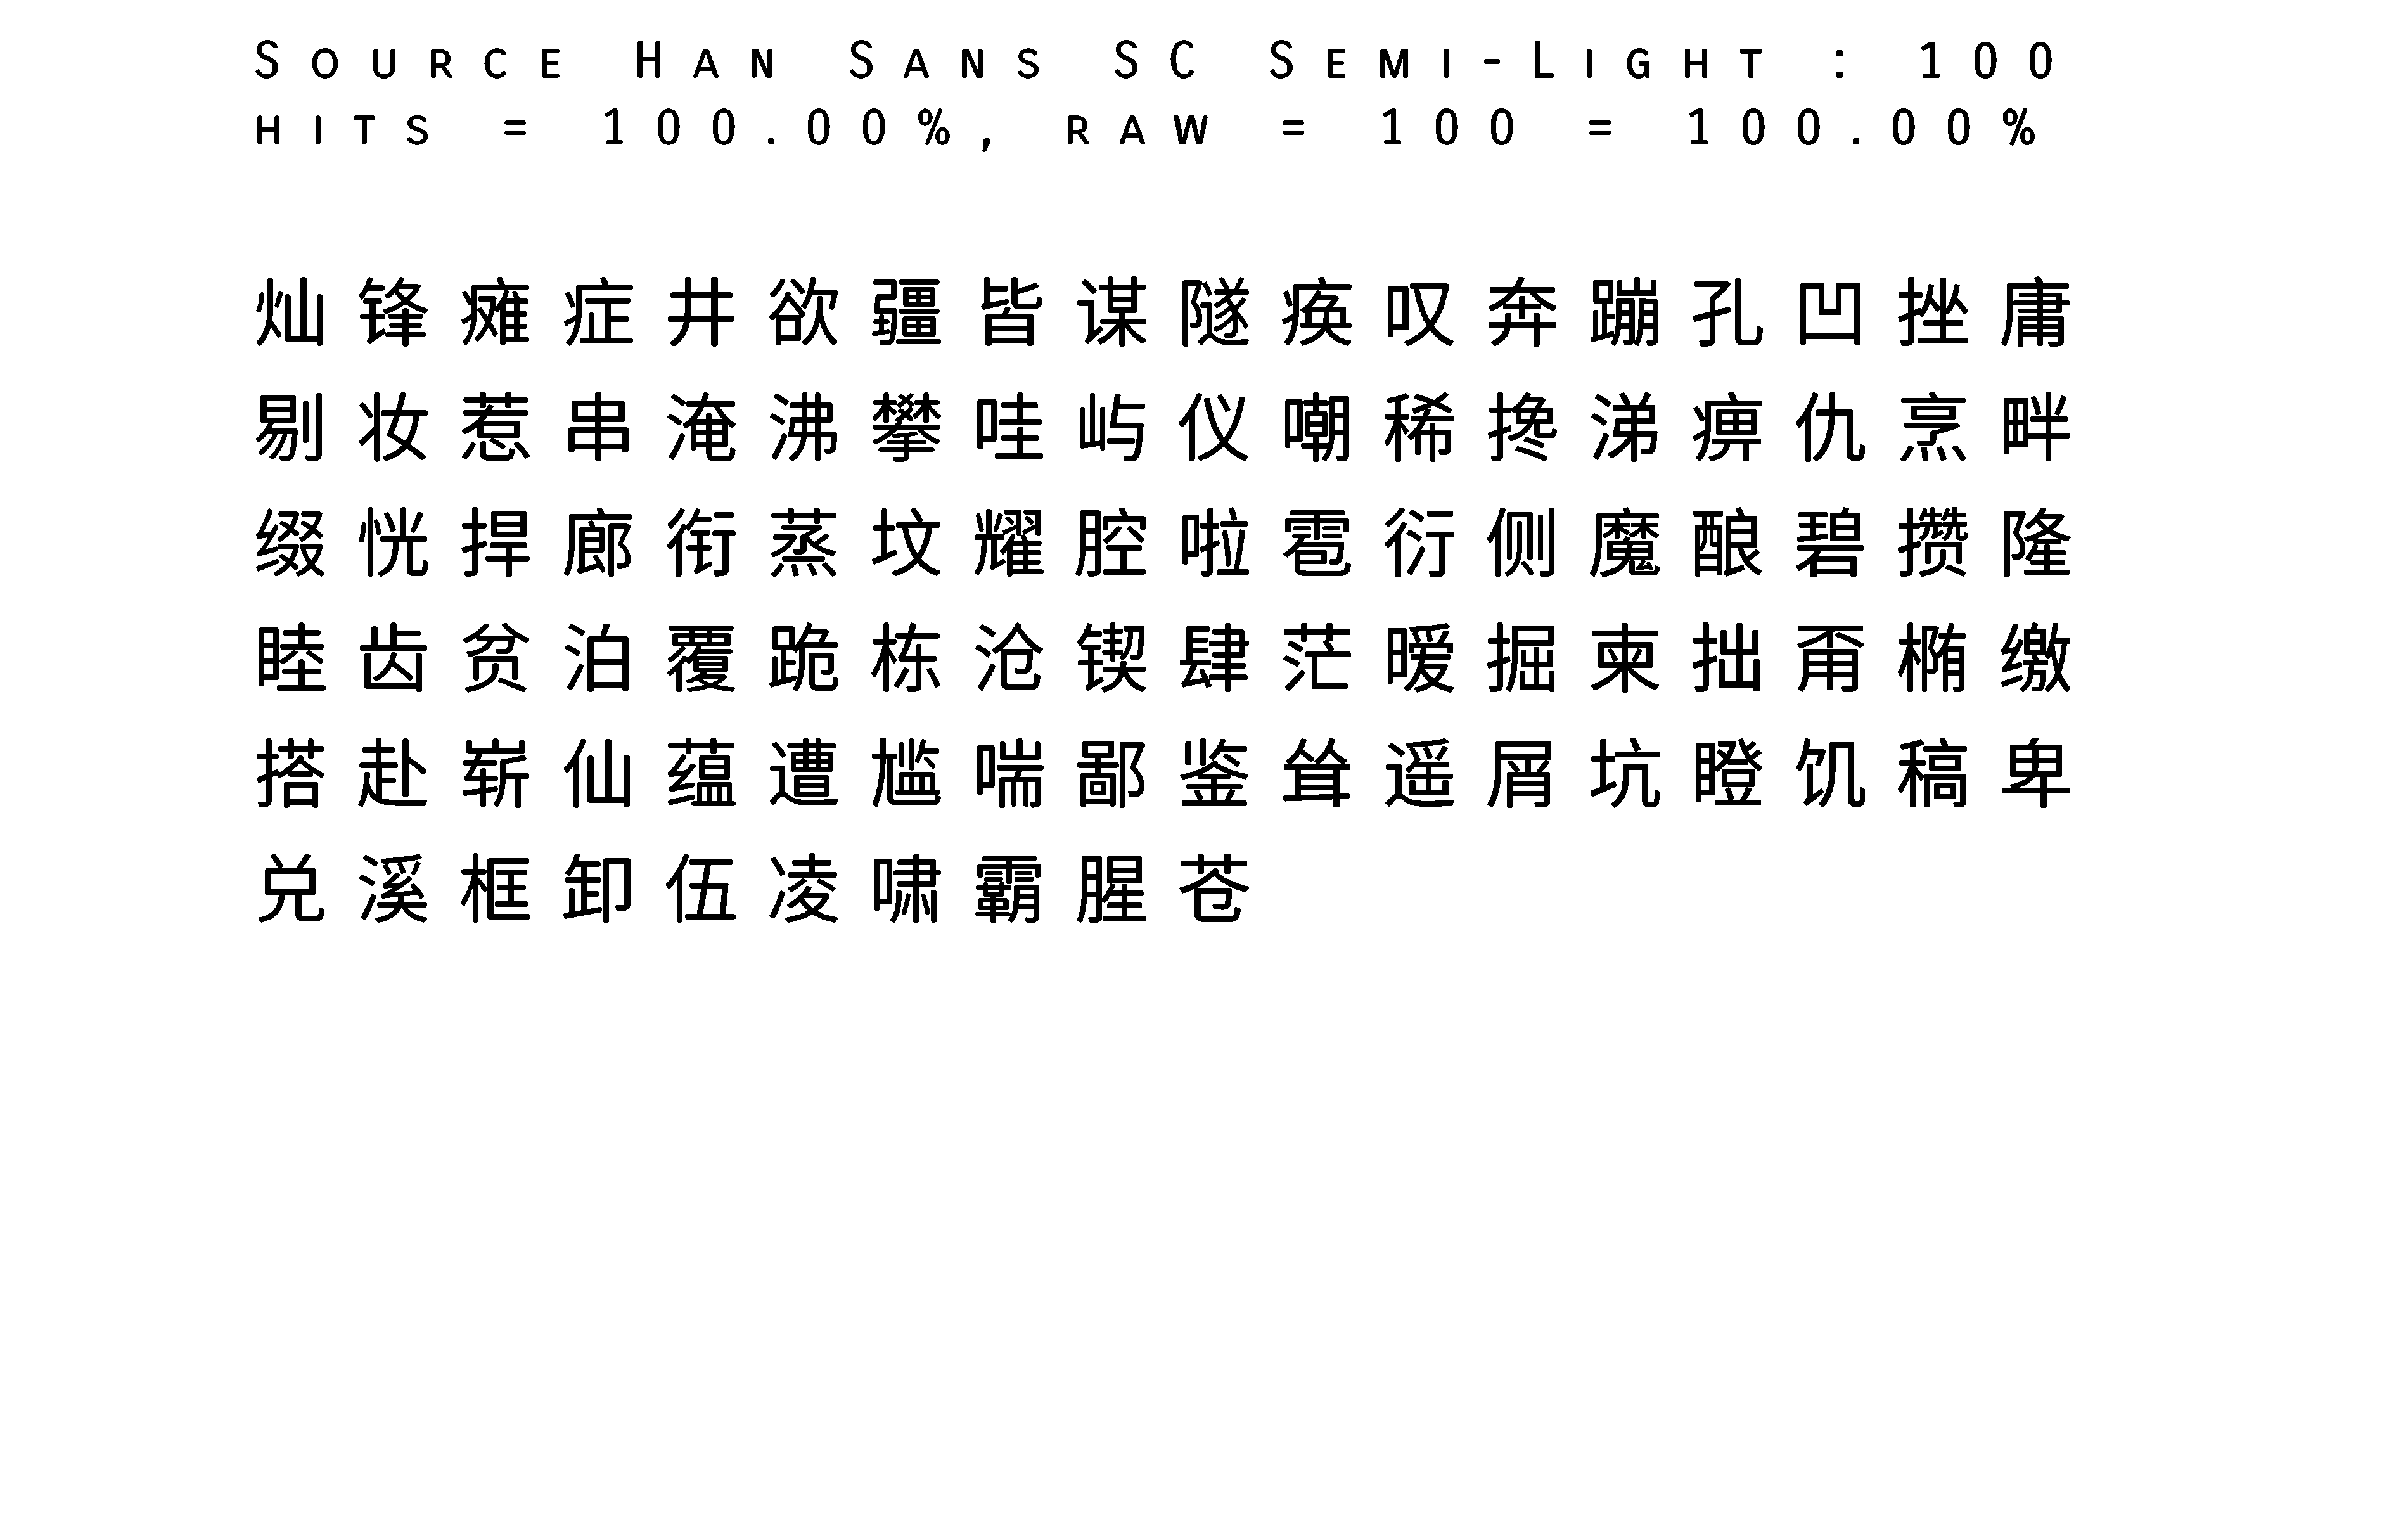 Source Han Sans SC Semi-Light : 100
hits = 100.00%, raw = 100 = 100.00%
灿锋瘫症井欲疆皆谋隧痪叹奔蹦孔凹挫庸
剔妆惹串淹沸攀哇屿仪嘲稀搀涕痹仇烹畔
缀恍捍廊衔蒸坟耀腔啦雹衍侧魔酿碧攒隆
睦齿贫泊覆跪栋沧锲肆茫暧掘柬拙甭椭缴
搭赴崭仙蕴遭尴喘鄙鉴耸遥屑坑瞪饥稿卑
兑溪框卸伍凌啸霸腥苍